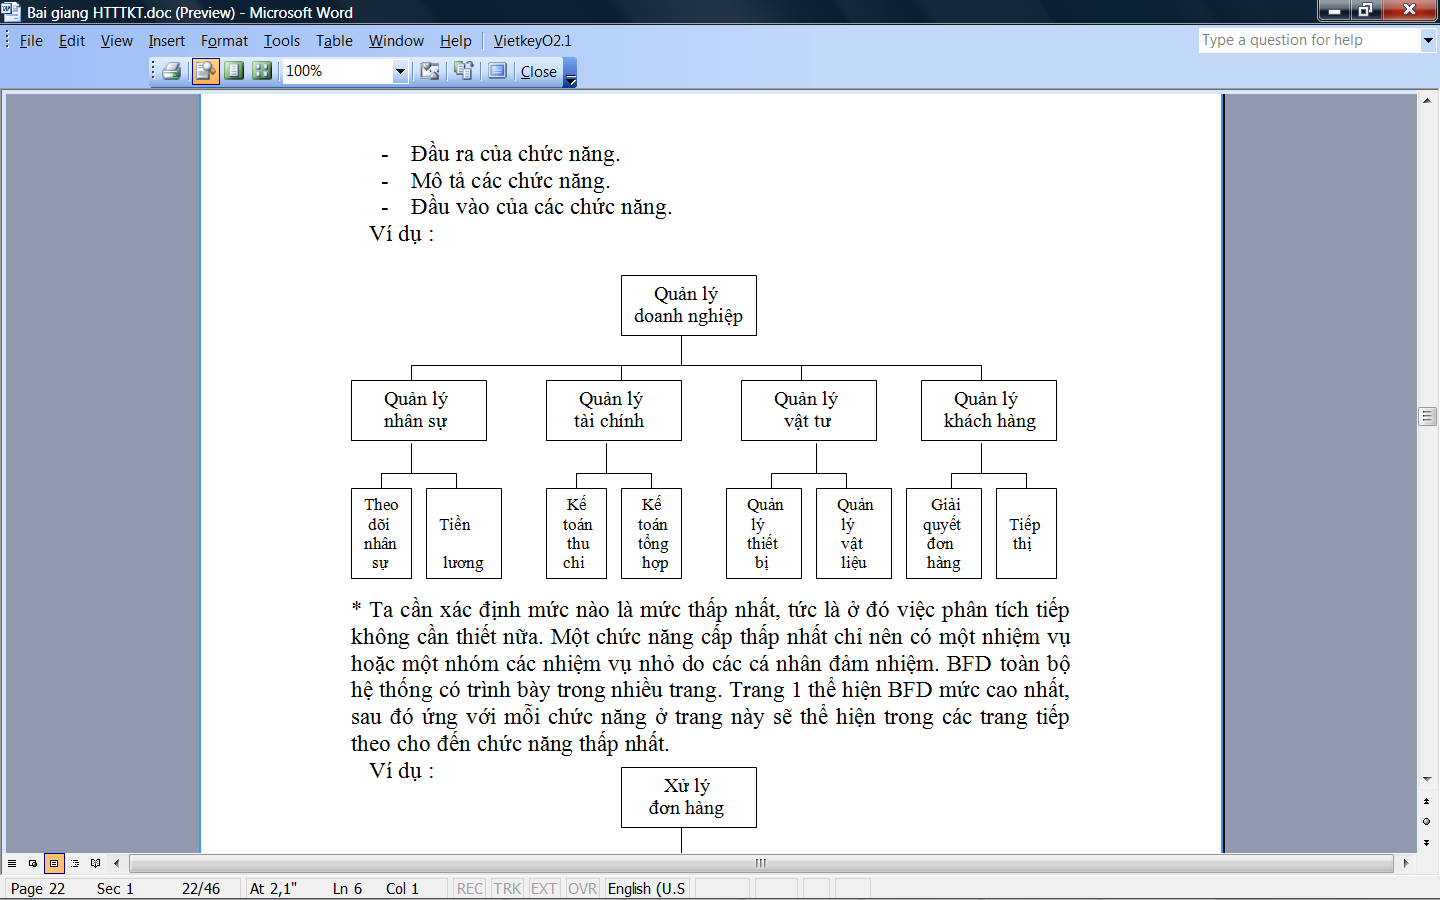 Bai giang HTTTKT.doc (Preview) - Microsoft Word
File Edit View Insert Format Tools Table Window Help VietkeyO2.1
Type a question for help
100%
Close
- Đầu ra của chức năng.
- Mô tả các chức năng.
- Đầu vào của các chức năng.
Ví dụ :
Quản lý
doanh nghiệp
Quản lý
nhân sự
Quản lý
tài chính
Quản lý
vật tư
Quản lý
khách hàng
Theo
dõi
nhân
sự
Tiền
lương
Kế
toán
thu
chi
Kế
toán
tổng
hợp
Quản
lý
thiết
bị
Quản
lý
vật
liệu
Giải
quyết
đơn
hàng
Tiếp
thị
* Ta cần xác định mức nào là mức thấp nhất, tức là ở đó việc phân tích tiếp
không cần thiết nữa. Một chức năng cấp thấp nhất chỉ nên có một nhiệm vụ
hoặc một nhóm các nhiệm vụ nhỏ do các cá nhân đảm nhiệm. BFD toàn bộ
hệ thống có trình bày trong nhiều trang. Trang 1 thể hiện BFD mức cao nhất,
sau đó ứng với mỗi chức năng ở trang này sẽ thể hiện trong các trang tiếp
theo cho đến chức năng thấp nhất.
Ví dụ :
Xử lý
đơn hàng
Page 22 Sec 1 22/46 At 2,1" Ln 6 Col 1 REC TRK EXT OVR English (U.S